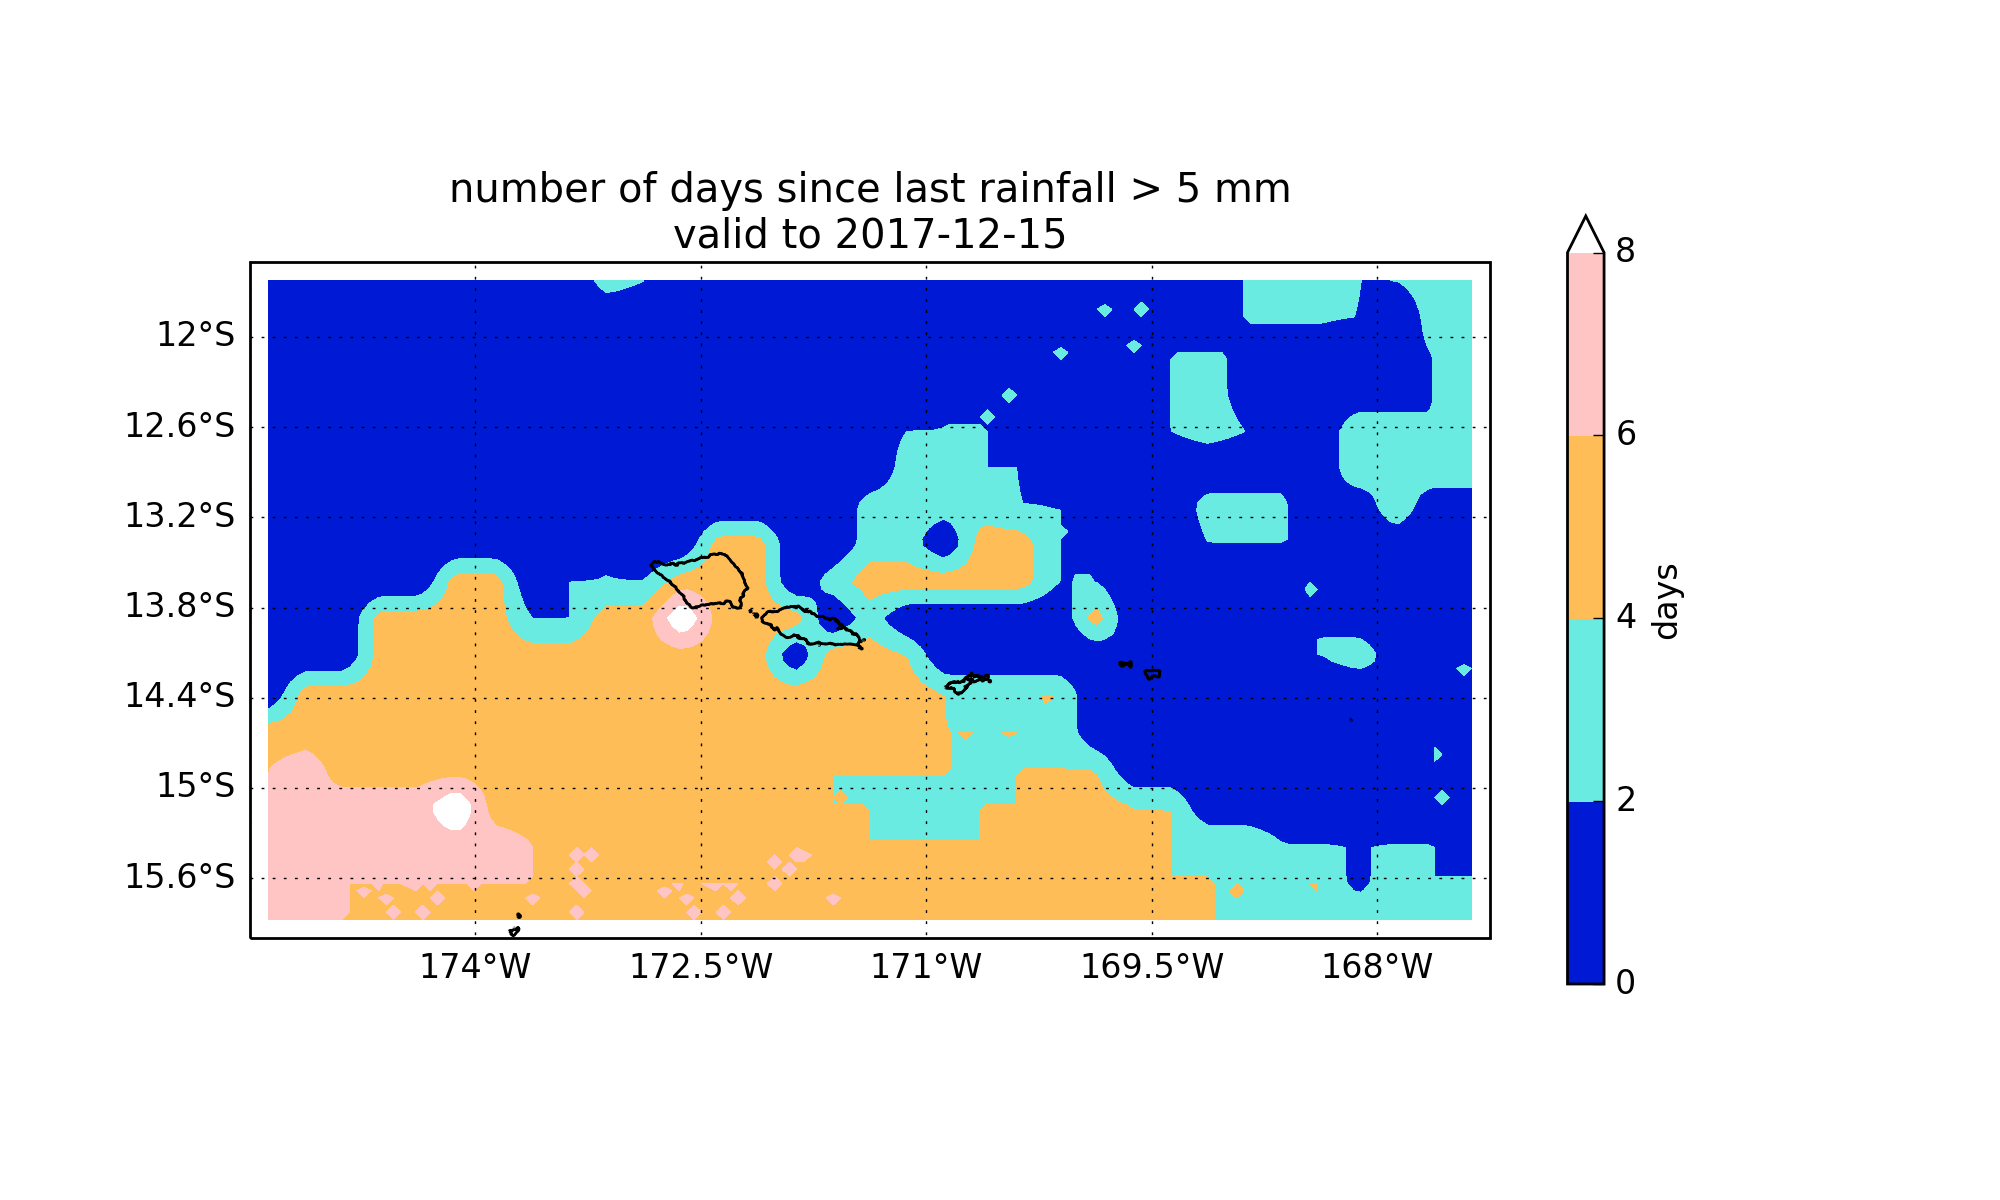 number of days since last rainfall > 5 mm
valid to 2017-12-15
12°S
12.6°S
13.2°S
13.8°S
14.4°S
15°S
15.6°S
174°W 172.5°W 171°W 169.5°W 168°W
8
6
4
2
0
days